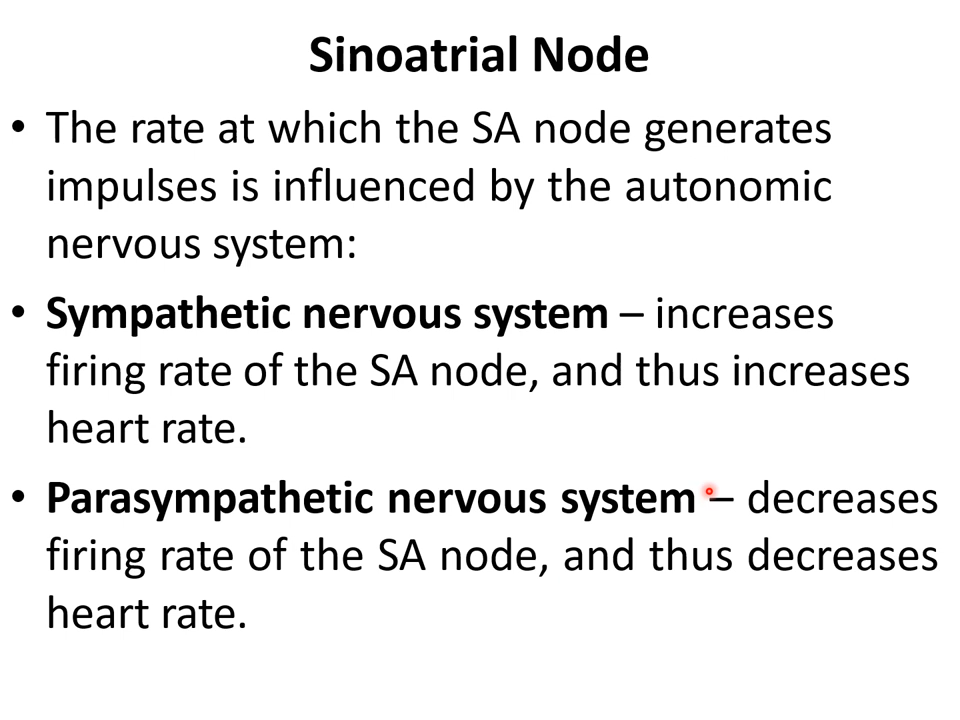 Sinoatrial Node
• The rate at which the SA node generates
impulses is influenced by the autonomic
nervous system:
• Sympathetic nervous system – increases
firing rate of the SA node, and thus increases
heart rate.
• Parasympathetic nervous system – decreases
firing rate of the SA node, and thus decreases
heart rate.